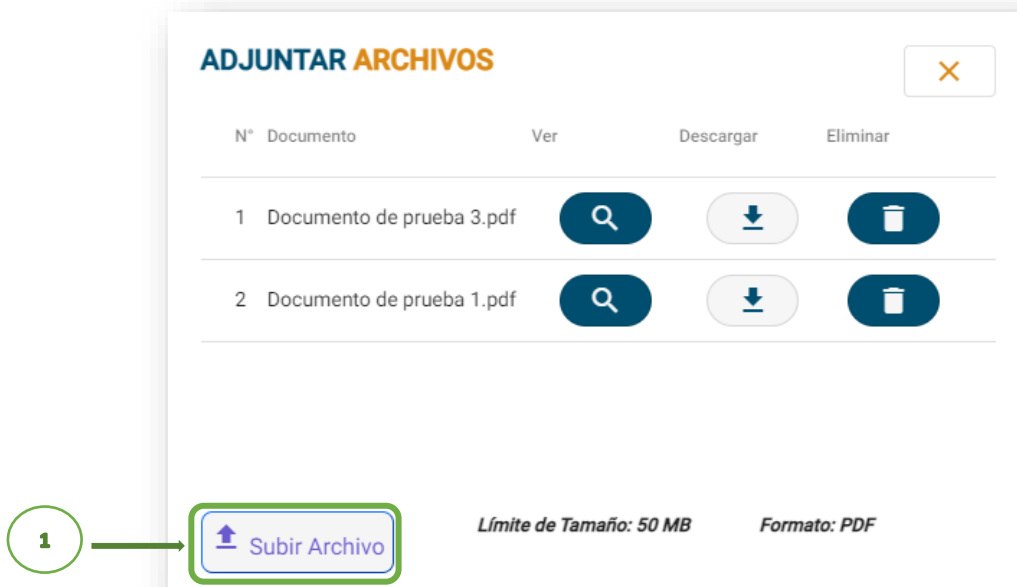 ADJUNTAR ARCHIVOS
N° Documento Ver Descargar Eliminar
1 Documento de prueba 3.pdf
2 Documento de prueba 1.pdf
1 Subir Archivo Límite de Tamaño: 50 MB Formato: PDF